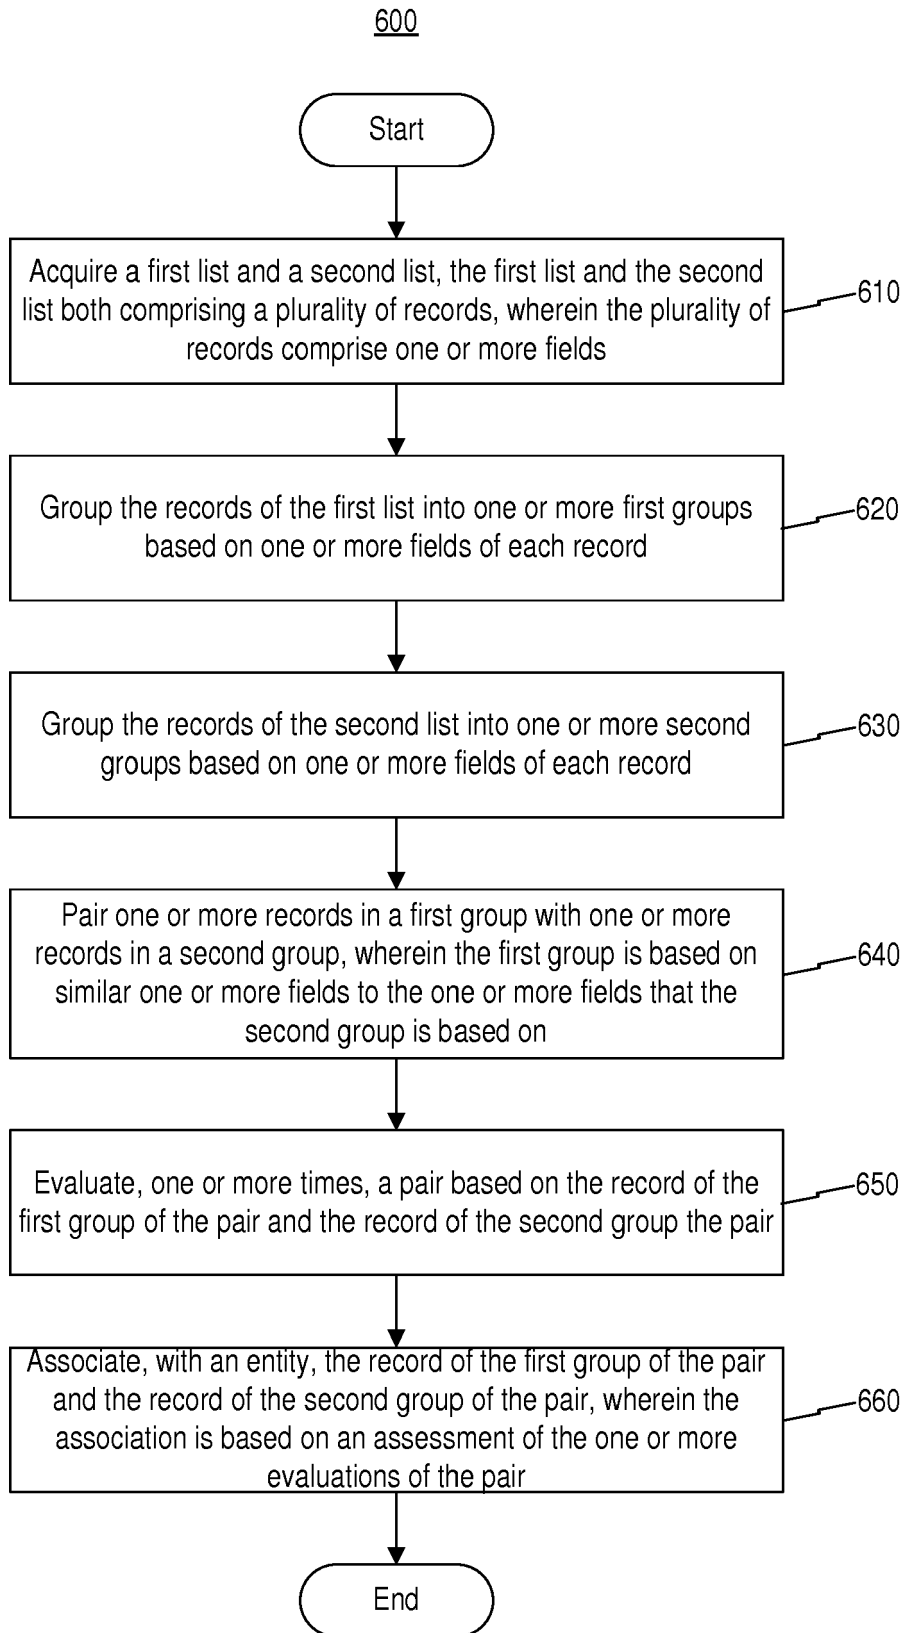 600
Start
Acquire a first list and a second list, the first list and the second
list both comprising a plurality of records, wherein the plurality of
records comprise one or more fields
610
Group the records of the first list into one or more first groups
based on one or more fields of each record
620
Group the records of the second list into one or more second
groups based on one or more fields of each record
630
Pair one or more records in a first group with one or more
records in a second group, wherein the first group is based on
similar one or more fields to the one or more fields that the
second group is based on
640
Evaluate, one or more times, a pair based on the record of the
first group of the pair and the record of the second group the pair
650
Associate, with an entity, the record of the first group of the pair
and the record of the second group of the pair, wherein the
association is based on an assessment of the one or more
evaluations of the pair
660
End